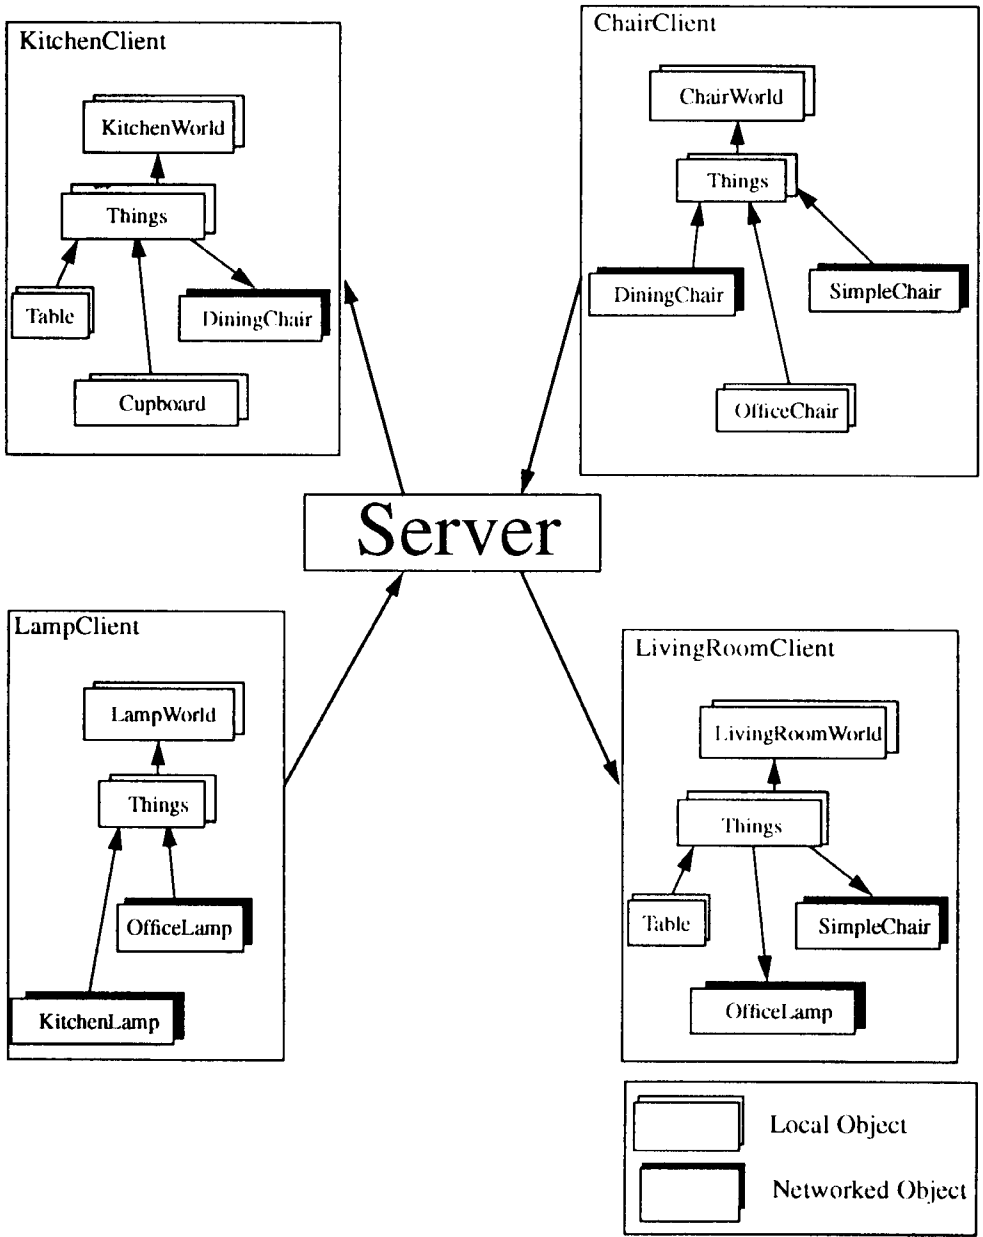 KitchenClient
KitchenWorld
Things
Table
DiningChair
Cupboard
ChairClient
ChairWorld
Things
DiningChair
SimpleChair
OfficeChair
Server
LampClient
LampWorld
Things
OfficeLamp
KitchenLamp
LivingRoomClient
LivingRoomWorld
Things
Table
SimpleChair
OfficeLamp
Local Object
Networked Object